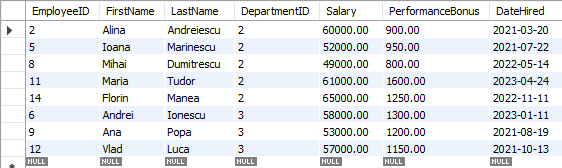 EmployeeID FirstName LastName DepartmentID Salary PerformanceBonus DateHired
2 Alina Andreiescu 2 60000.00 900.00 2021-03-20
5 Ioana Marinescu 2 52000.00 950.00 2021-07-22
8 Mihai Dumitrescu 2 49000.00 800.00 2022-05-14
11 Maria Tudor 2 61000.00 1600.00 2023-04-24
14 Florin Manea 2 65000.00 1250.00 2022-11-11
6 Andrei Ionescu 3 58000.00 1300.00 2023-01-11
9 Ana Popa 3 53000.00 1200.00 2021-08-19
12 Vlad Luca 3 57000.00 1150.00 2021-10-13
NULL NULL NULL NULL NULL NULL NULL